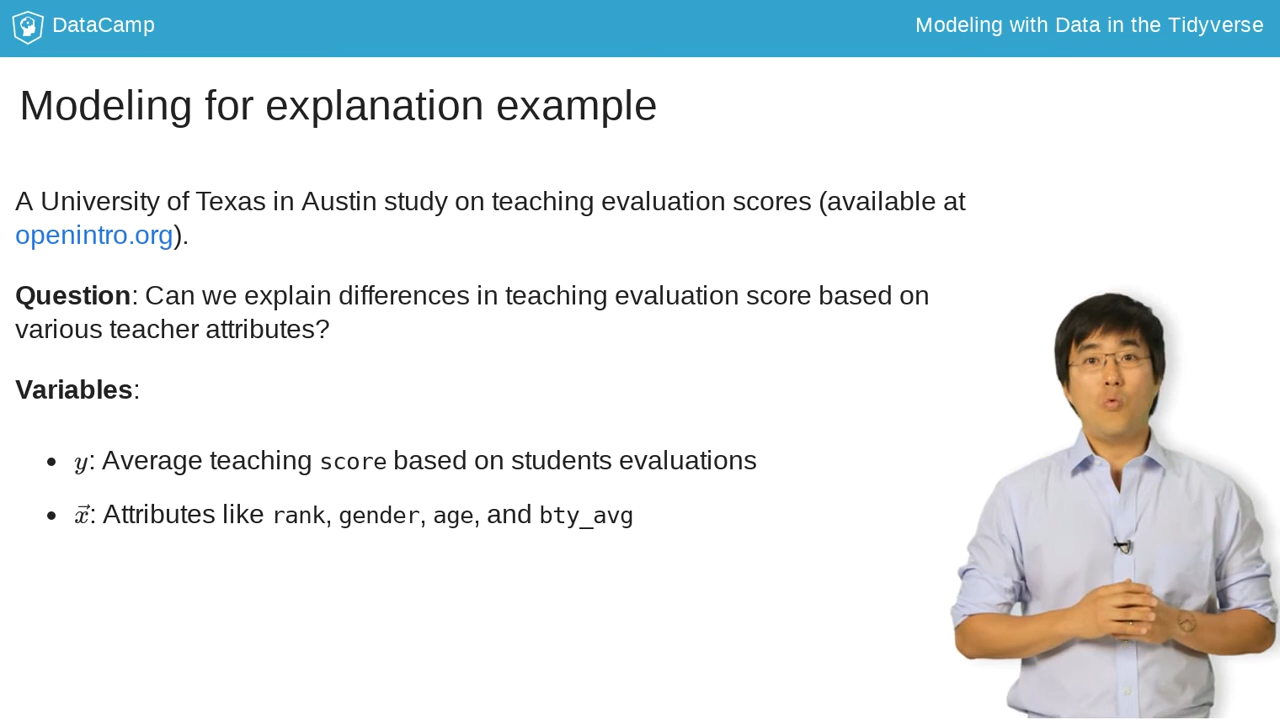 DataCamp
Modeling with Data in the Tidyverse
Modeling for explanation example
A University of Texas in Austin study on teaching evaluation scores (available at
openintro.org).
Question: Can we explain differences in teaching evaluation score based on
various teacher attributes?
Variables:
• y: Average teaching score based on students evaluations
• x⃗: Attributes like rank, gender, age, and bty_avg